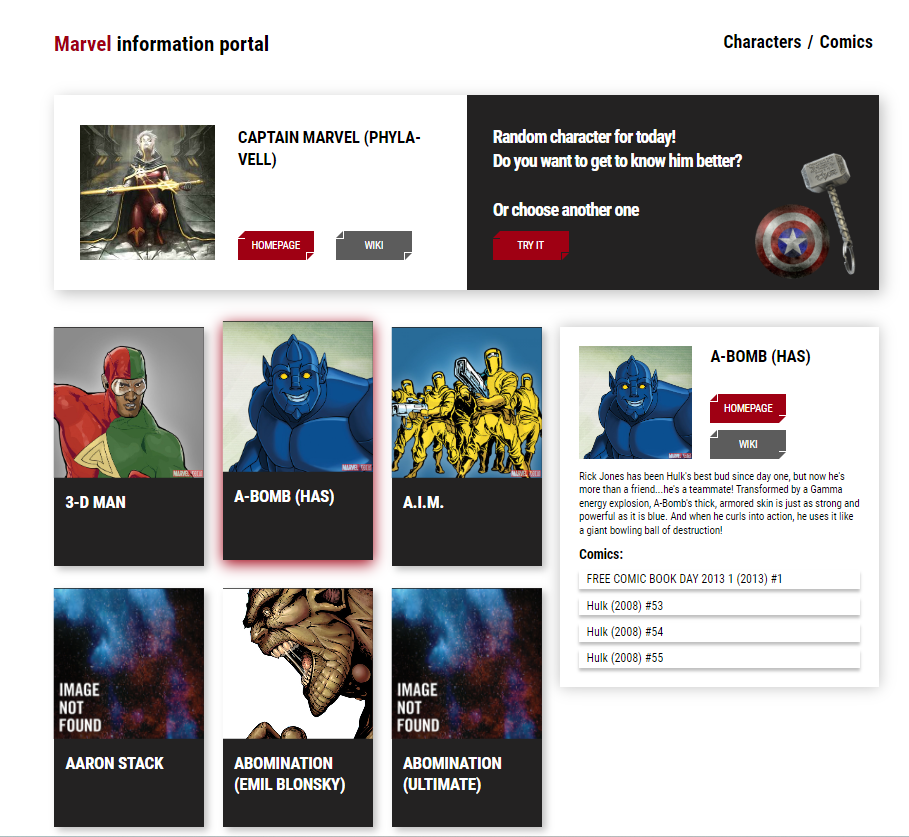 Marvel information portal
Characters / Comics
CAPTAIN MARVEL (PHYLA-
VELL)
HOMEPAGE
WIKI
Random character for today!
Do you want to get to know him better?
Or choose another one
TRY IT
3-D MAN
A-BOMB (HAS)
A.I.M.
IMAGE
NOT
FOUND
AARON STACK
ABOMINATION
(EMIL BLONSKY)
IMAGE
NOT
FOUND
ABOMINATION
(ULTIMATE)
A-BOMB (HAS)
HOMEPAGE
WIKI
Rick Jones has been Hulk's best bud since day one, but now he's
more than a friend...he's a teammate! Transformed by a Gamma
energy explosion, A-Bomb's thick, armored skin is just as strong and
powerful as it is blue. And when he curls into action, he uses it like
a giant bowling ball of destruction!
Comics:
FREE COMIC BOOK DAY 2013 1 (2013) #1
Hulk (2008) #53
Hulk (2008) #54
Hulk (2008) #55